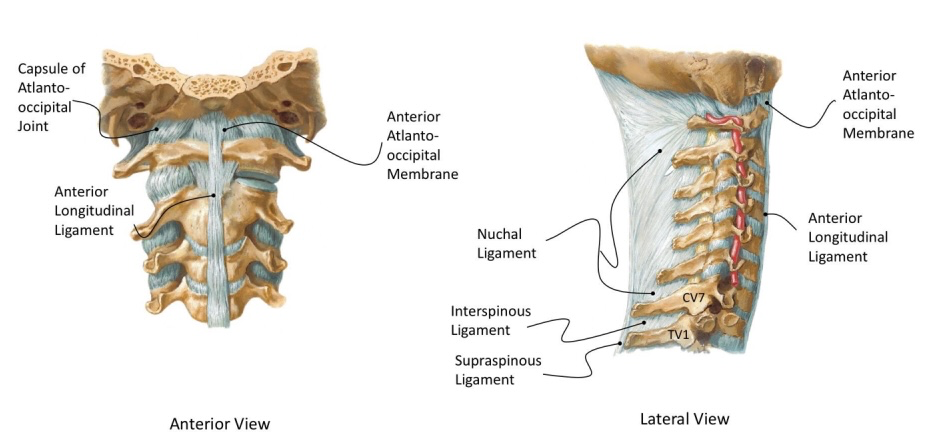 Capsule of
Atlanto-
occipital
Joint
Anterior
Atlanto-
occipital
Membrane
Anterior
Longitudinal
Ligament
Anterior View
Anterior
Atlanto-
occipital
Membrane
Nuchal
Ligament
Anterior
Longitudinal
Ligament
CV7
Interspinous
Ligament
TV1
Supraspinous
Ligament
Lateral View